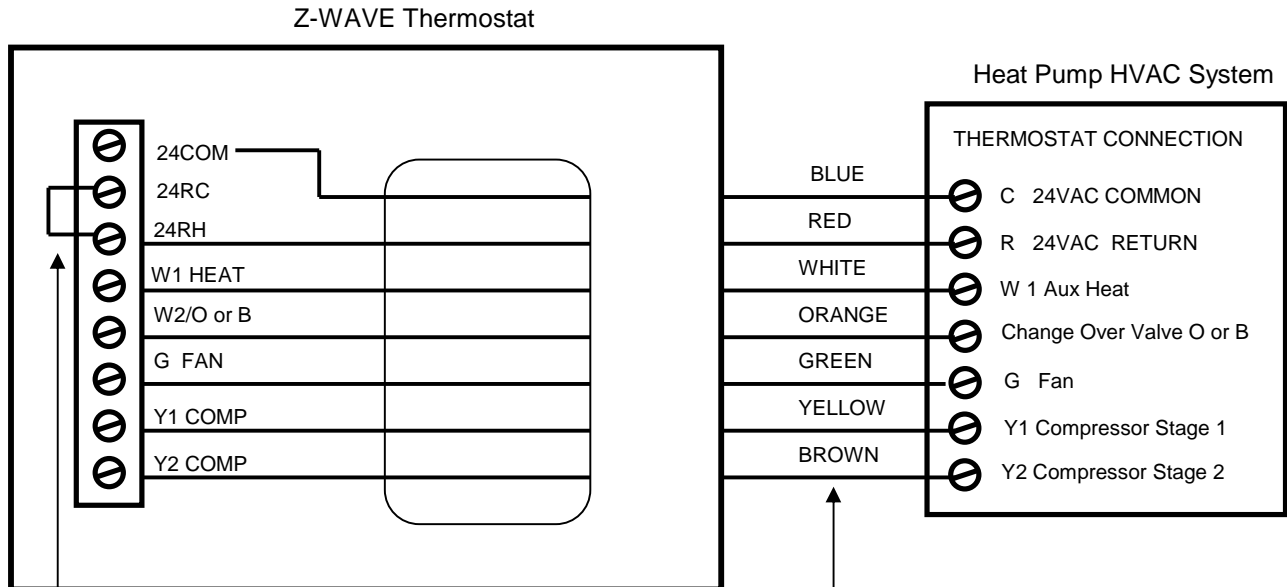 Z-WAVE Thermostat
Heat Pump HVAC System
THERMOSTAT CONNECTION
24COM
24RC
24RH
W1 HEAT
W2/O or B
G FAN
Y1 COMP
Y2 COMP
BLUE
RED
WHITE
ORANGE
GREEN
YELLOW
BROWN
C 24VAC COMMON
R 24VAC RETURN
W 1 Aux Heat
Change Over Valve O or B
G Fan
Y1 Compressor Stage 1
Y2 Compressor Stage 2